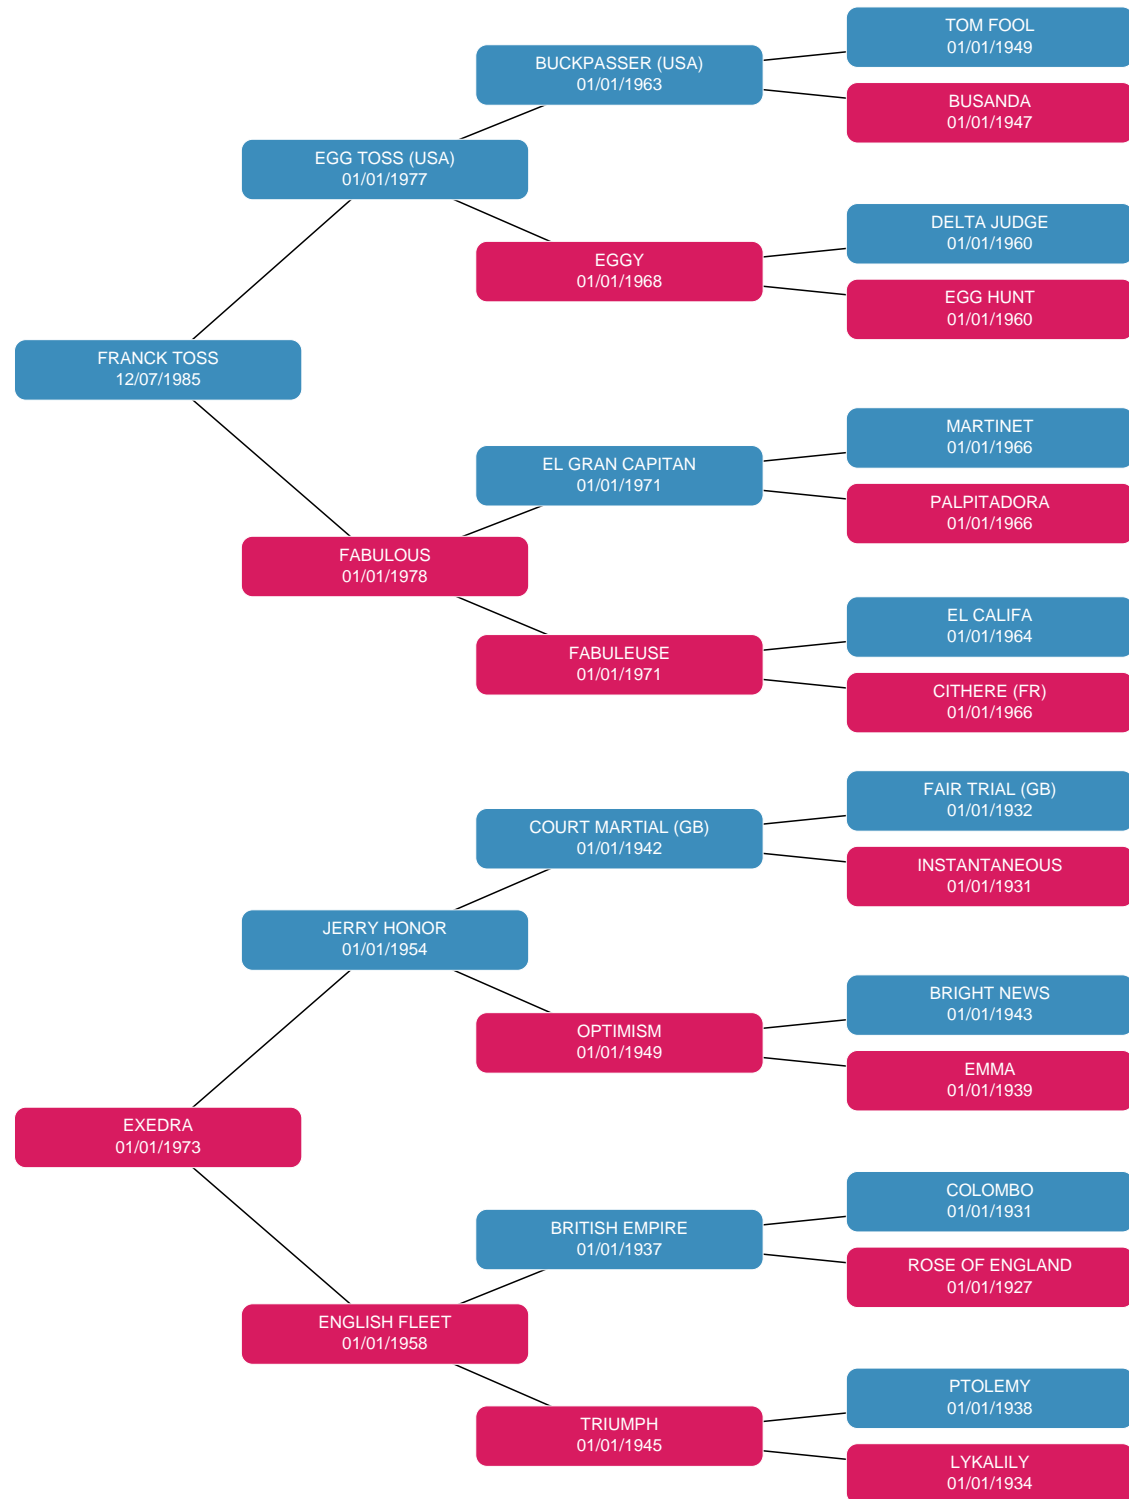 TOM FOOL
01/01/1949
BUCKPASSER (USA)
01/01/1963
BUSANDA
01/01/1947
EGG TOSS (USA)
01/01/1977
DELTA JUDGE
01/01/1960
EGGY
01/01/1968
EGG HUNT
01/01/1960
FRANCK TOSS
12/07/1985
MARTINET
01/01/1966
EL GRAN CAPITAN
01/01/1971
PALPITADORA
01/01/1966
FABULOUS
01/01/1978
EL CALIFA
01/01/1964
FABULEUSE
01/01/1971
CITHERE (FR)
01/01/1966
FAIR TRIAL (GB)
01/01/1932
COURT MARTIAL (GB)
01/01/1942
INSTANTANEOUS
01/01/1931
JERRY HONOR
01/01/1954
BRIGHT NEWS
01/01/1943
OPTIMISM
01/01/1949
EMMA
01/01/1939
EXEDRA
01/01/1973
COLOMBO
01/01/1931
BRITISH EMPIRE
01/01/1937
ROSE OF ENGLAND
01/01/1927
ENGLISH FLEET
01/01/1958
PTOLEMY
01/01/1938
TRIUMPH
01/01/1945
LYKALILY
01/01/1934